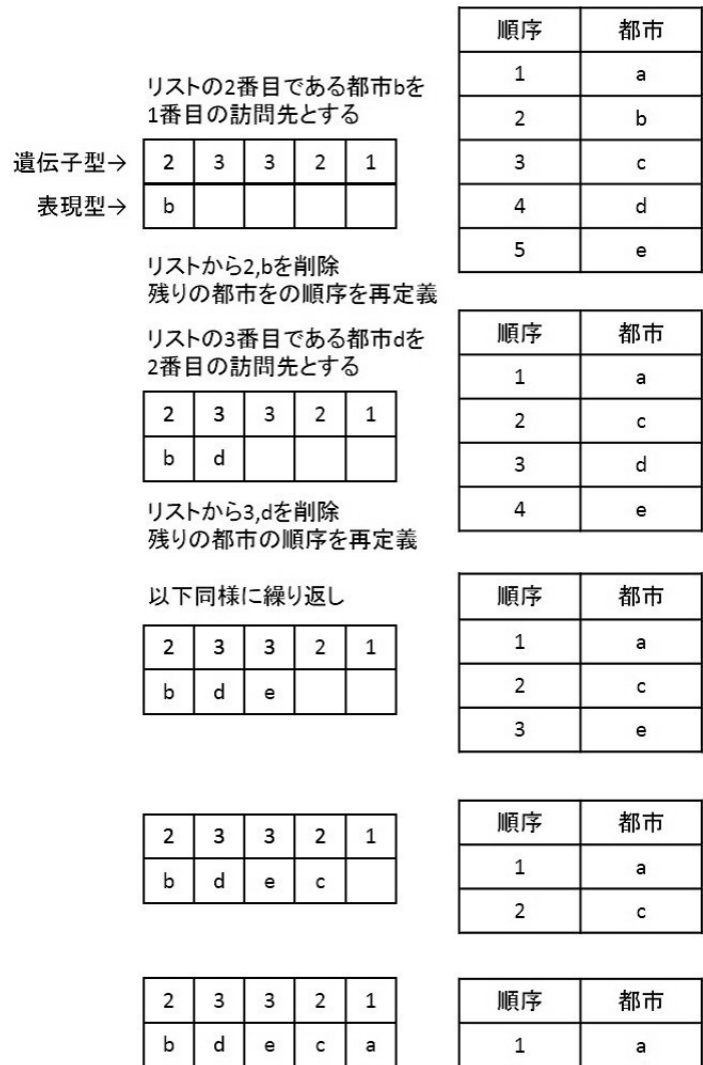 順序 都市
1 a
2 b
3 c
4 d
5 e
リストの2番目である都市bを
1番目の訪問先とする
遺伝子型→ 2 3 3 2 1
表現型→ b
リストから2,bを削除
残りの都市をの順序を再定義
リストの3番目である都市dを
2番目の訪問先とする
2 3 3 2 1
b d
順序 都市
1 a
2 c
3 d
4 e
リストから3,dを削除
残りの都市の順序を再定義
以下同様に繰り返し
2 3 3 2 1
b d e
順序 都市
1 a
2 c
3 e
2 3 3 2 1
b d e c
順序 都市
1 a
2 c
2 3 3 2 1
b d e c a
順序 都市
1 a